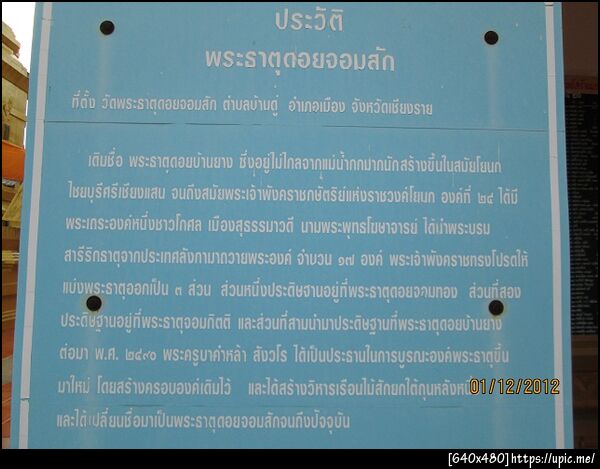 ประวัติ
พระธาตุดอยจอมสัก
ที่ตั้ง วัดพระธาตุดอยจอมสัก ตำบลบ้านดู่ อำเภอเมือง จังหวัดเชียงราย
เดิมชื่อ พระธาตุดอยบ้านยาง ซึ่งอยู่ไม่ไกลจากแม่น้ำกกมากนักสร้างขึ้นในสมัยโยนก
ไชยบุรีศรีเชียงแสน จนถึงสมัยพระเจ้าพังคราชกษัตริย์แห่งราชวงค์โยนก องค์ที่ ๒๔ ได้มี
พระเถระองค์หนึ่งชาวโกศล เมืองสุธรรมาวดี นามพระพุทธโฆษาจารย์ ได้นำพระบรม
สารีริกธาตุจากประเทศลังกามาถวายพระองค์ จำนวน ๑๗ องค์ พระเจ้าพังคราชทรงโปรดให้
แบ่งพระธาตุออกเป็น ๓ ส่วน ส่วนหนึ่งประดิษฐานอยู่ที่พระธาตุดอยจอมทอง ส่วนที่สอง
ประดิษฐานอยู่ที่พระธาตุจอมกิตติ และส่วนที่สามนำมาประดิษฐานที่พระธาตุดอยบ้านยาง
ต่อมา พ.ศ. ๒๔๙๐ พระครูบาคำหล้า สังวโร ได้เป็นประธานในการบูรณะองค์พระธาตุขึ้น
มาใหม่ โดยสร้างครอบองค์เดิมไว้ และได้สร้างวิหารเรือนไม้สักยกใต้ถุนหลังหนึ่ง
01/12/2012
และได้เปลี่ยนชื่อมาเป็นพระธาตุดอยจอมสักจนถึงปัจจุบัน
[640x480]https://upic.me/